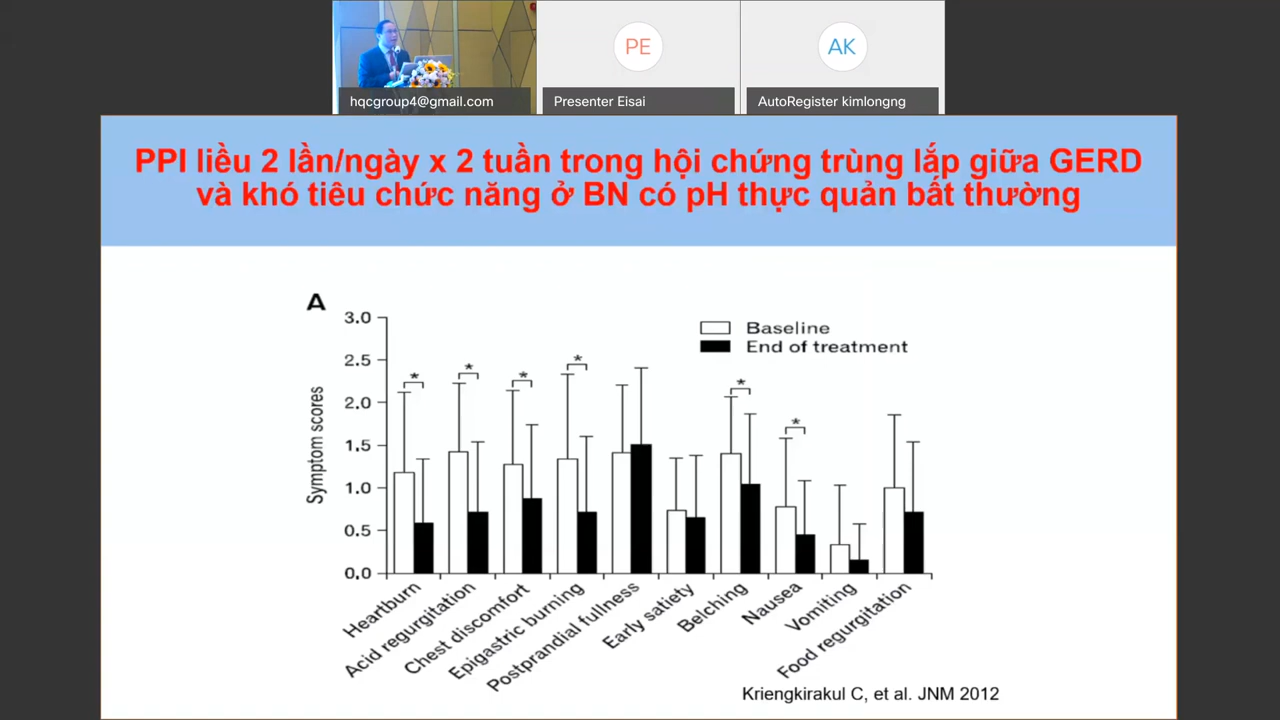 PE
AK
hqcgroup4@gmail.com
Presenter Eisai
AutoRegister kimlongng
PPI liều 2 lần/ngày x 2 tuần trong hội chứng trùng lắp giữa GERD
và khó tiêu chức năng ở BN có pH thực quản bất thường
A
3.0
2.5
2.0
1.5
1.0
0.5
0.0
Symptom scores
Baseline
End of treatment
*
*
*
*
*
*
Heartburn
Acid regurgitation
Chest discomfort
Epigastric burning
Postprandial fullness
Early satiety
Belching
Nausea
Vomiting
Food regurgitation
Kriengkirakul C, et al. JNM 2012